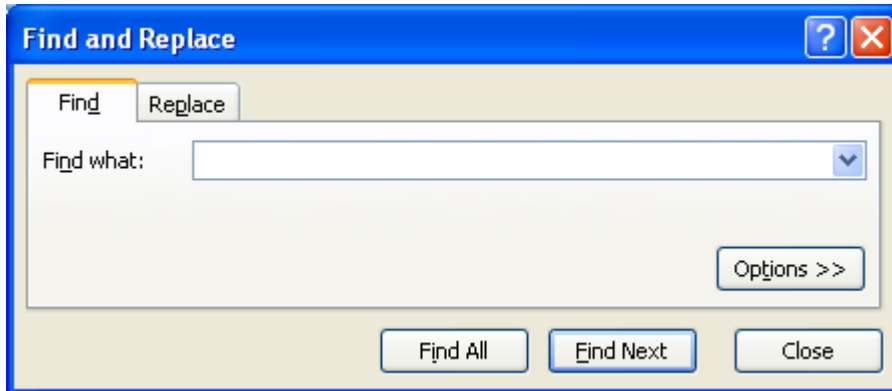 Find and Replace ?
Find Replace
Find what:
Options >>
Find All Find Next Close